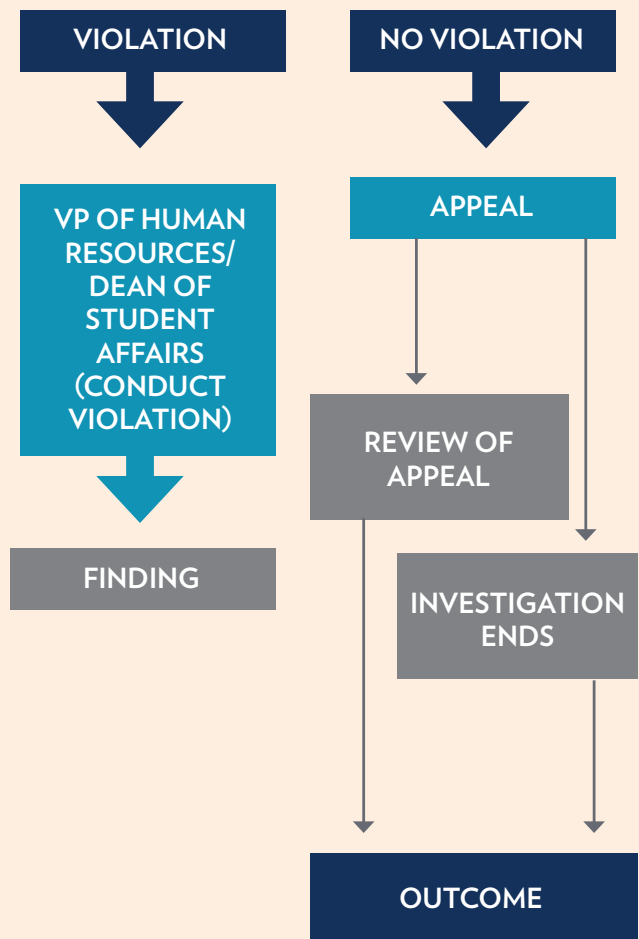 VIOLATION
VP OF HUMAN
RESOURCES/
DEAN OF
STUDENT
AFFAIRS
(CONDUCT
VIOLATION)
FINDING
NO VIOLATION
APPEAL
REVIEW OF
APPEAL
INVESTIGATION
ENDS
OUTCOME